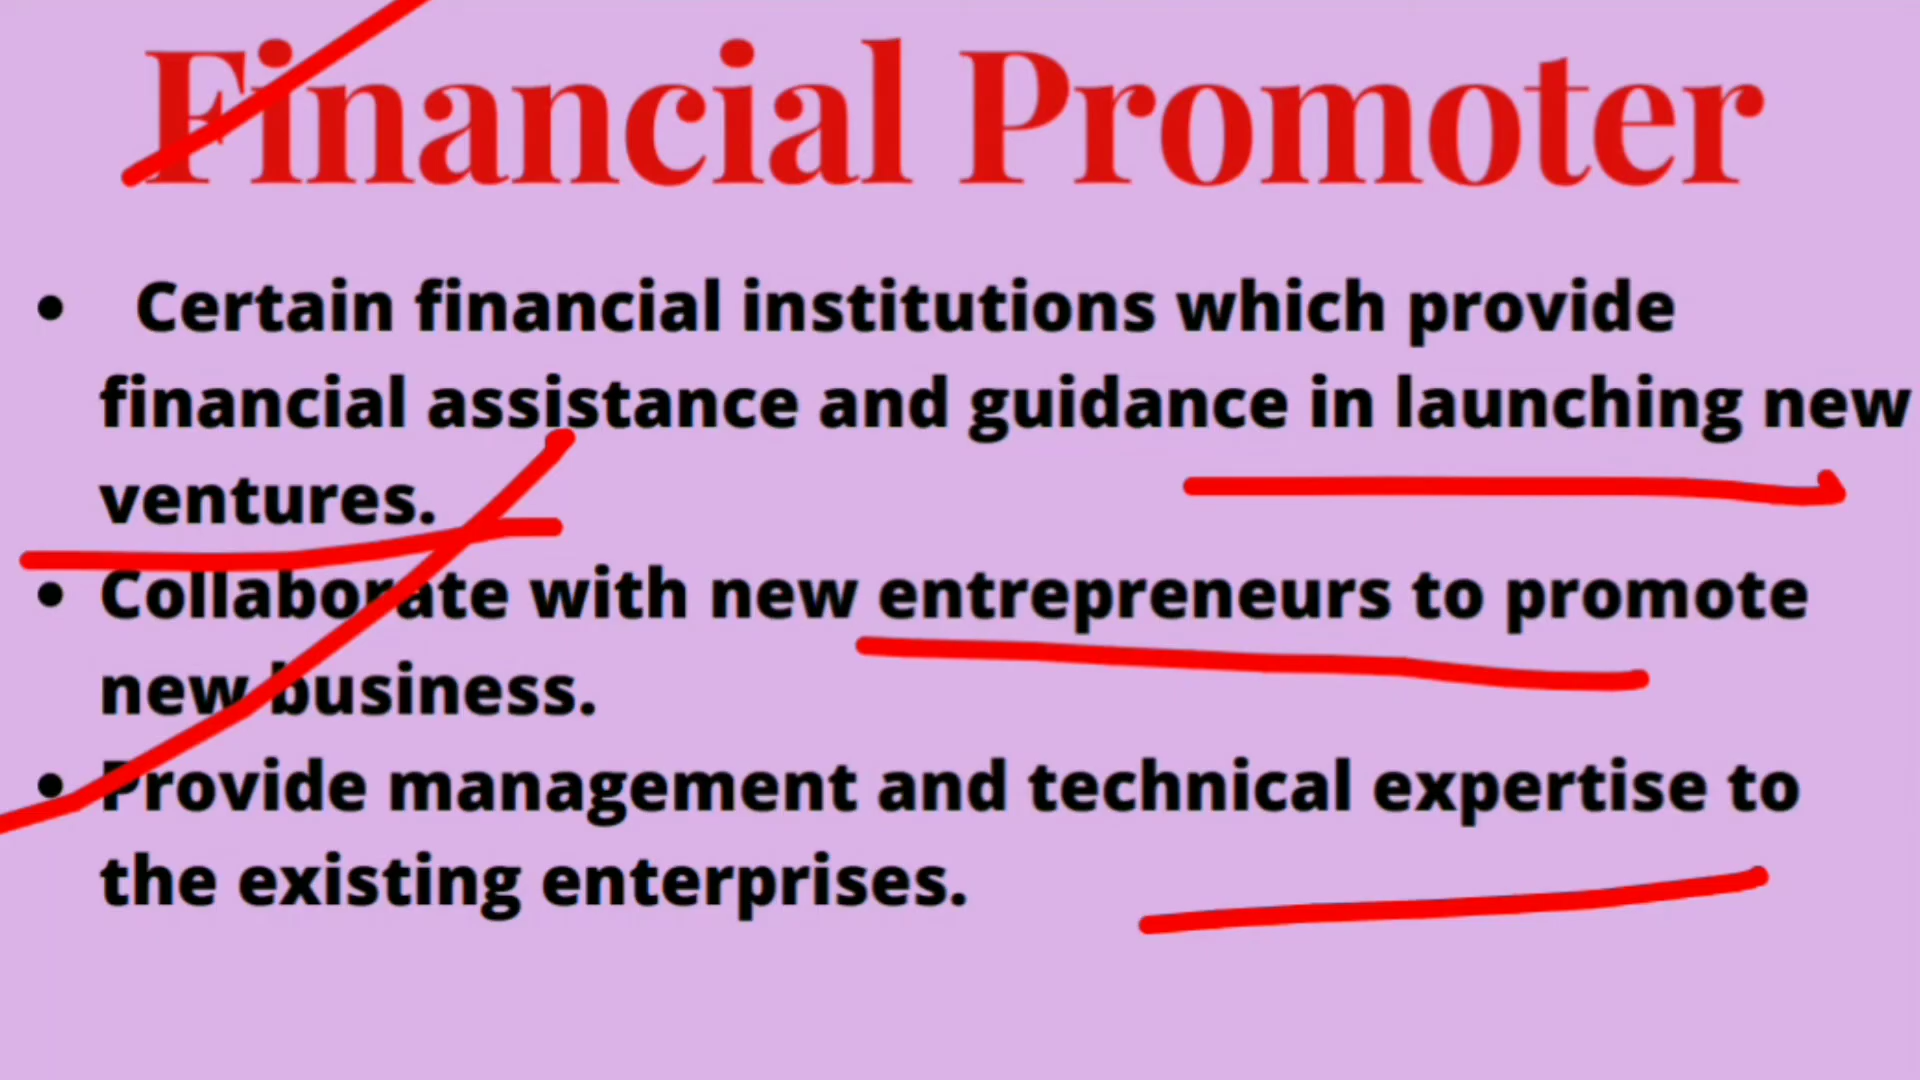 Financial Promoter
• Certain financial institutions which provide
financial assistance and guidance in launching new
ventures.
• Collaborate with new entrepreneurs to promote
new business.
• Provide management and technical expertise to
the existing enterprises.